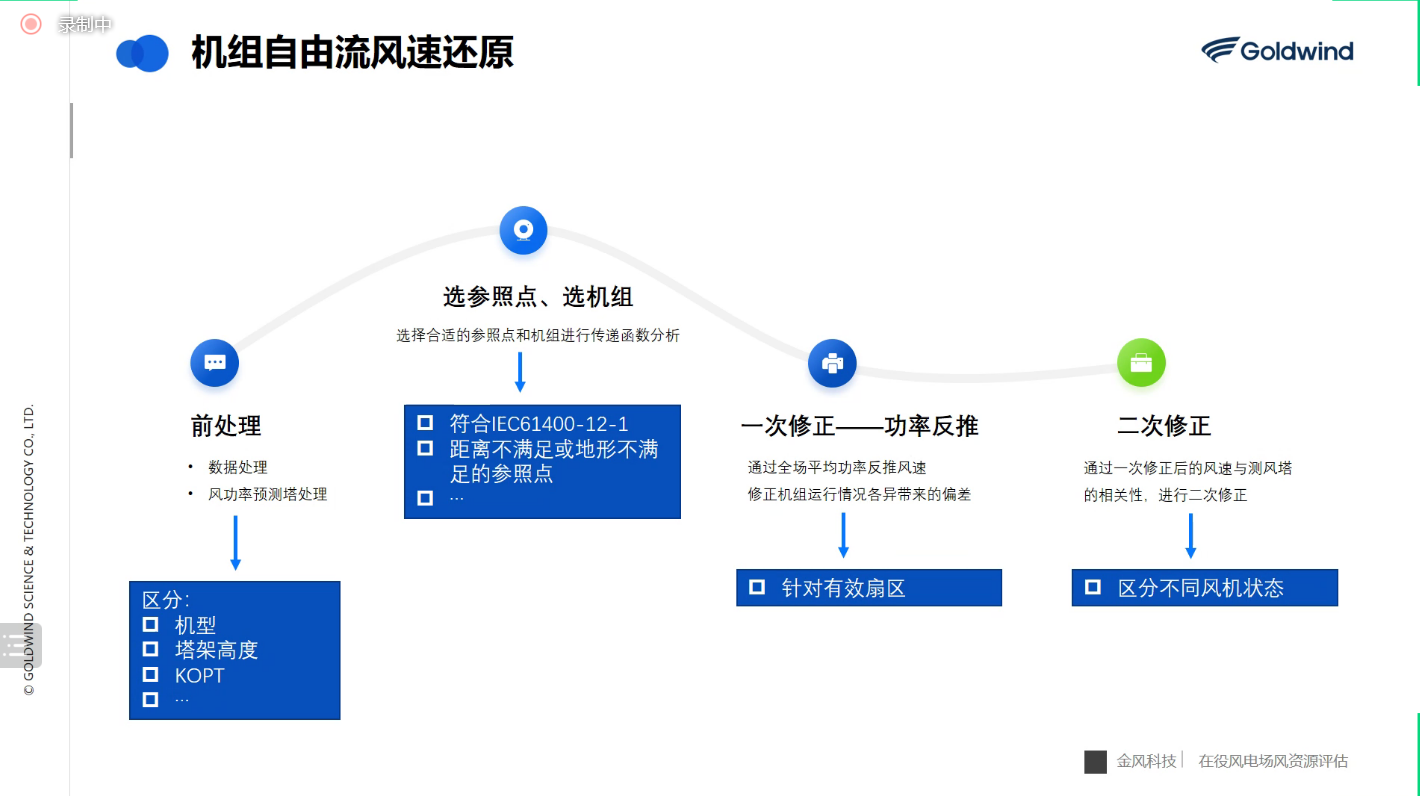 录制中
机组自由流风速还原
Goldwind
选参照点、选机组
选择合适的参照点和机组进行传递函数分析
符合IEC61400-12-1
距离不满足或地形不满
足的参照点
...
前处理
• 数据处理
• 风功率预测塔处理
区分:
机型
塔架高度
KOPT
...
一次修正——功率反推
通过全场平均功率反推风速
修正机组运行情况各异带来的偏差
针对有效扇区
二次修正
通过一次修正后的风速与测风塔
的相关性，进行二次修正
区分不同风机状态
© GOLDWIND SCIENCE & TECHNOLOGY CO., LTD.
金风科技 | 在役风电场风资源评估